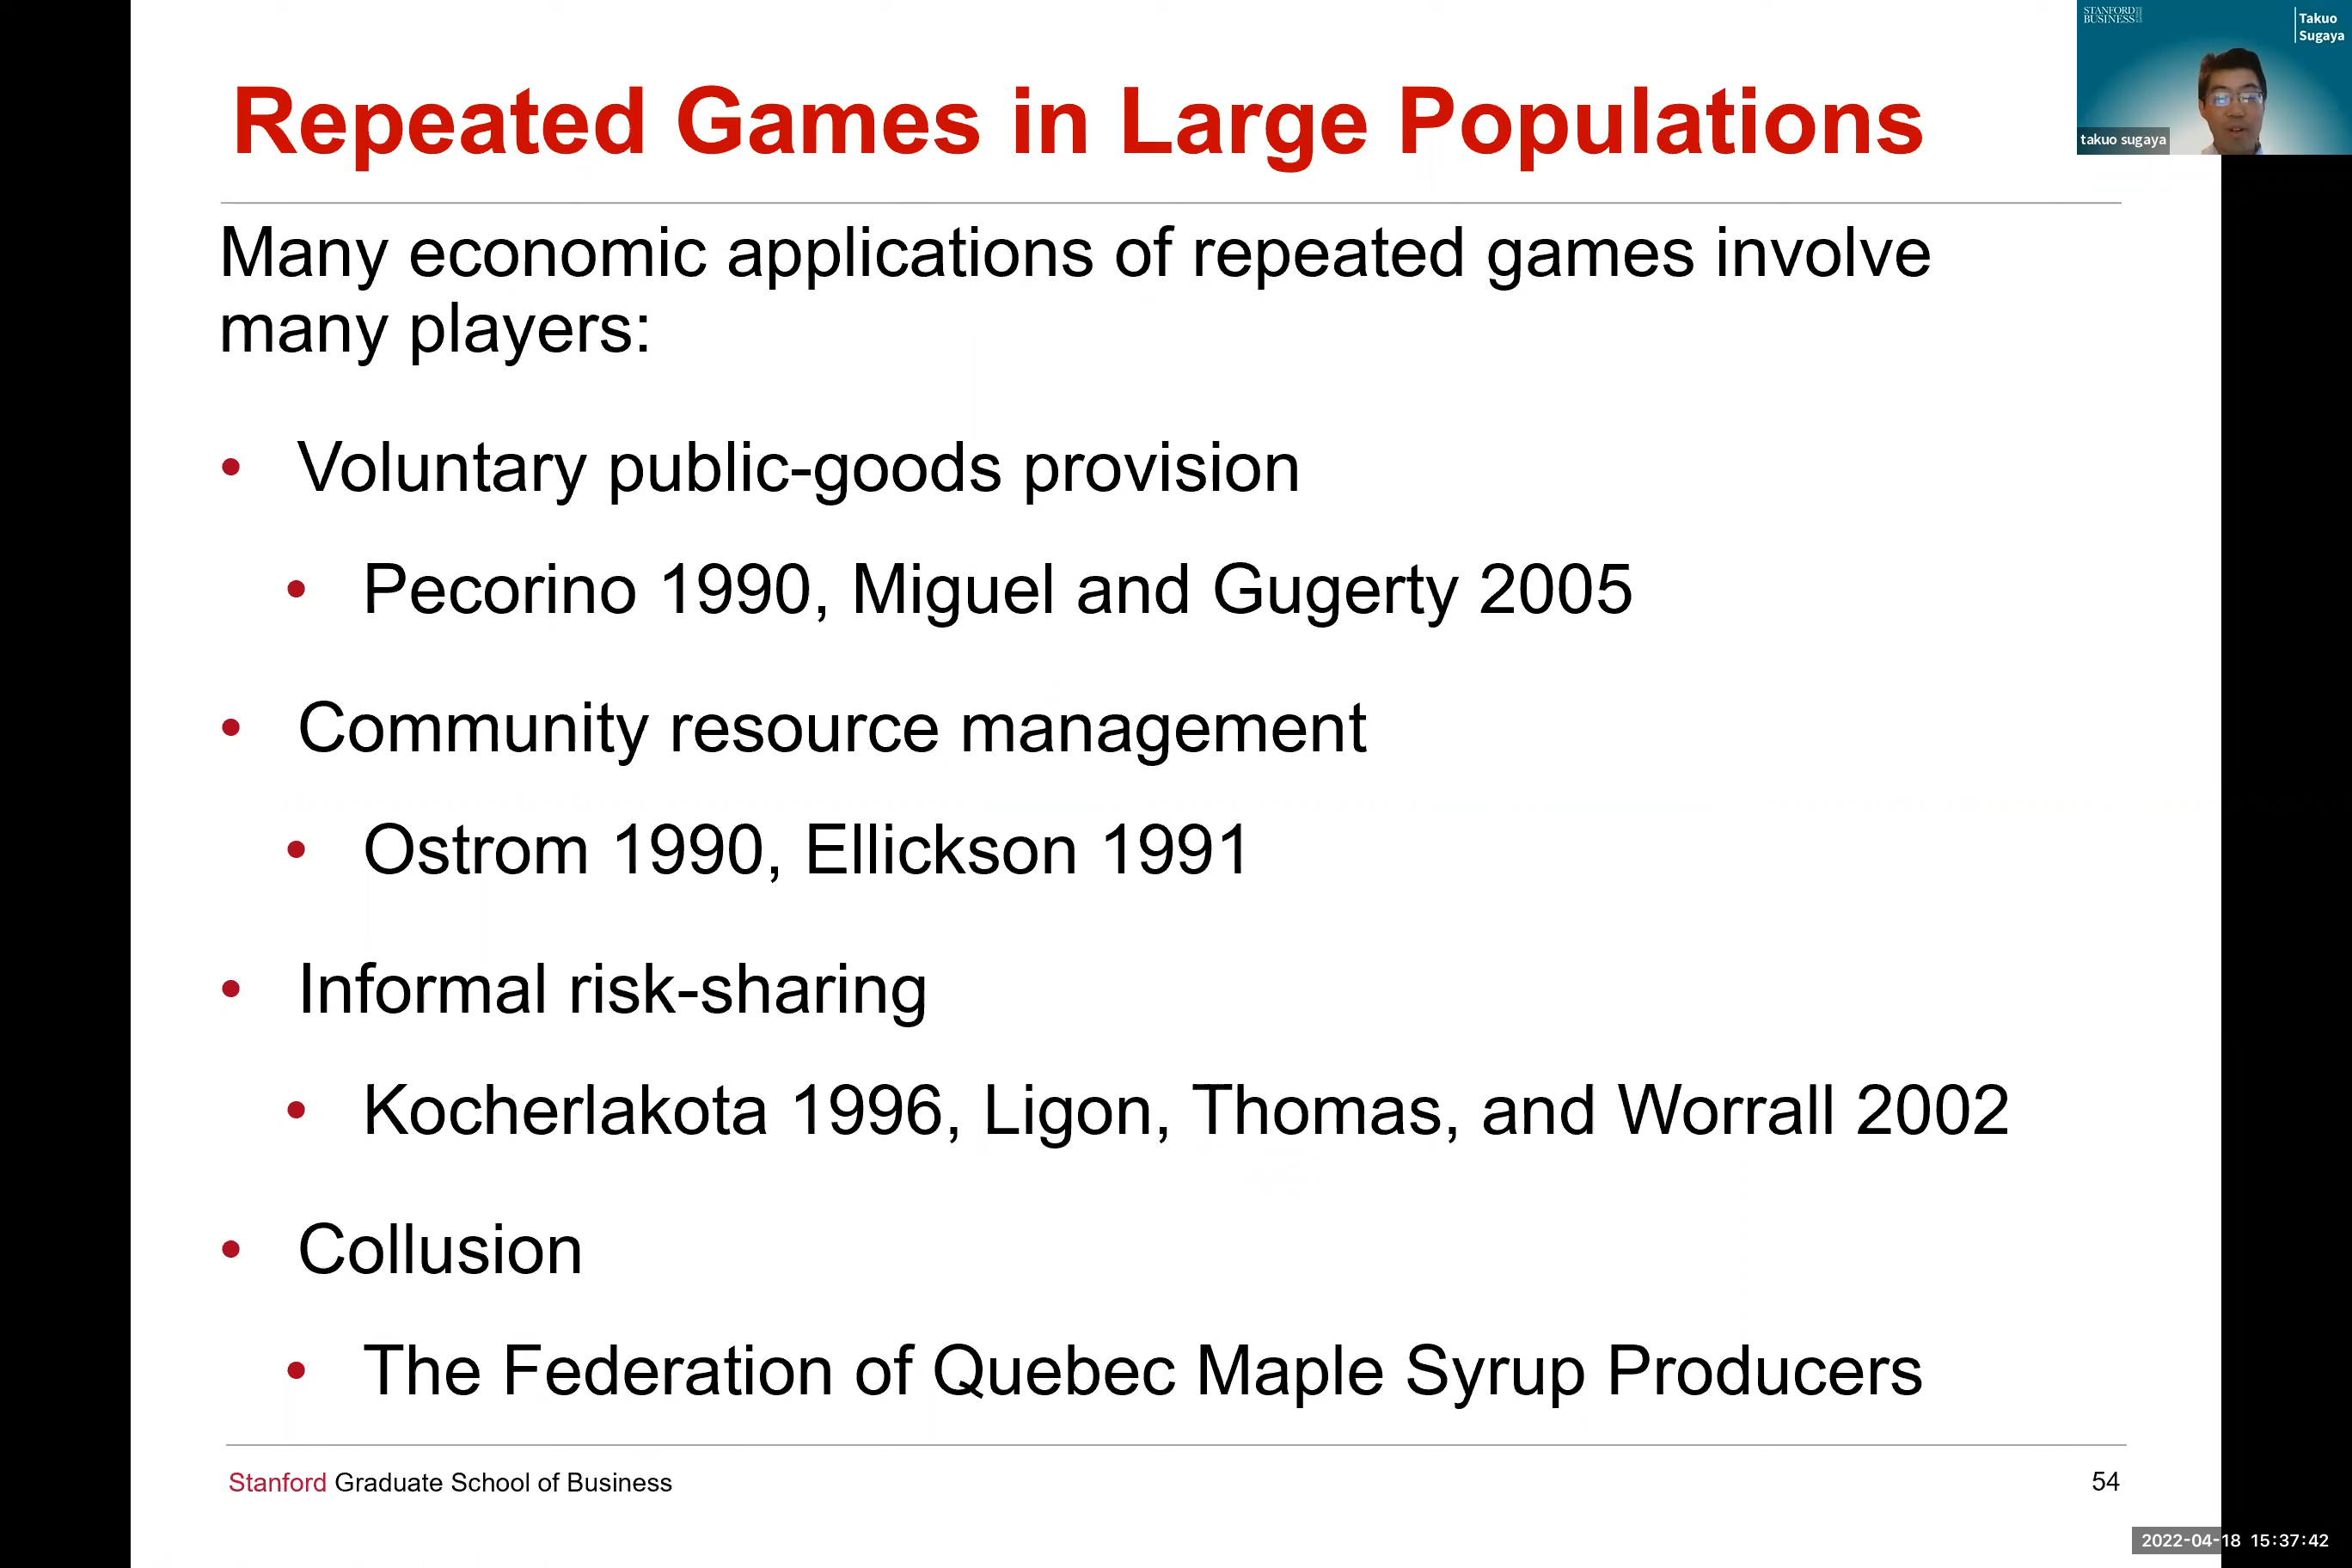 Repeated Games in Large Populations
Many economic applications of repeated games involve
many players:
• Voluntary public-goods provision
• Pecorino 1990, Miguel and Gugerty 2005
• Community resource management
• Ostrom 1990, Ellickson 1991
• Informal risk-sharing
• Kocherlakota 1996, Ligon, Thomas, and Worrall 2002
• Collusion
• The Federation of Quebec Maple Syrup Producers
Stanford Graduate School of Business
54
STANFORD
BUSINESS
Takuo
Sugaya
takuo sugaya
2022-04-18 15:37:42